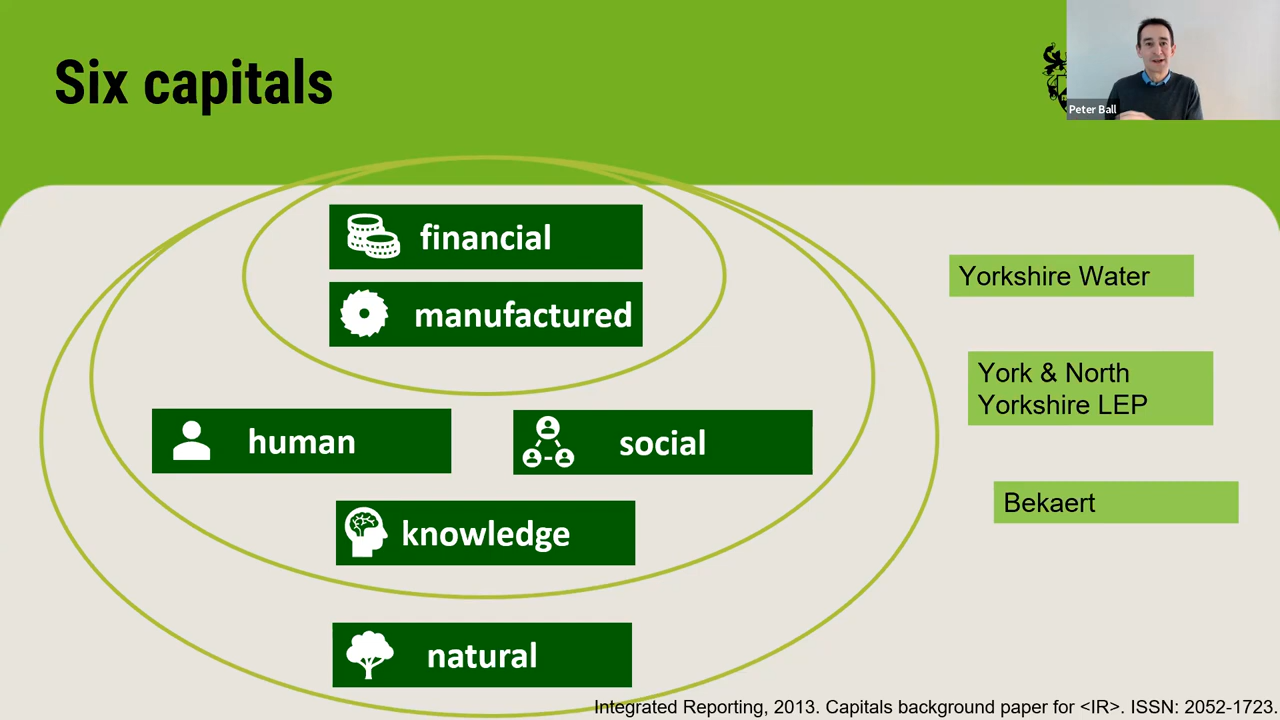 Six capitals
Peter Ball
financial
manufactured
human
social
knowledge
natural
Yorkshire Water
York & North
Yorkshire LEP
Bekaert
Integrated Reporting, 2013. Capitals background paper for <IR>. ISSN: 2052-1723.